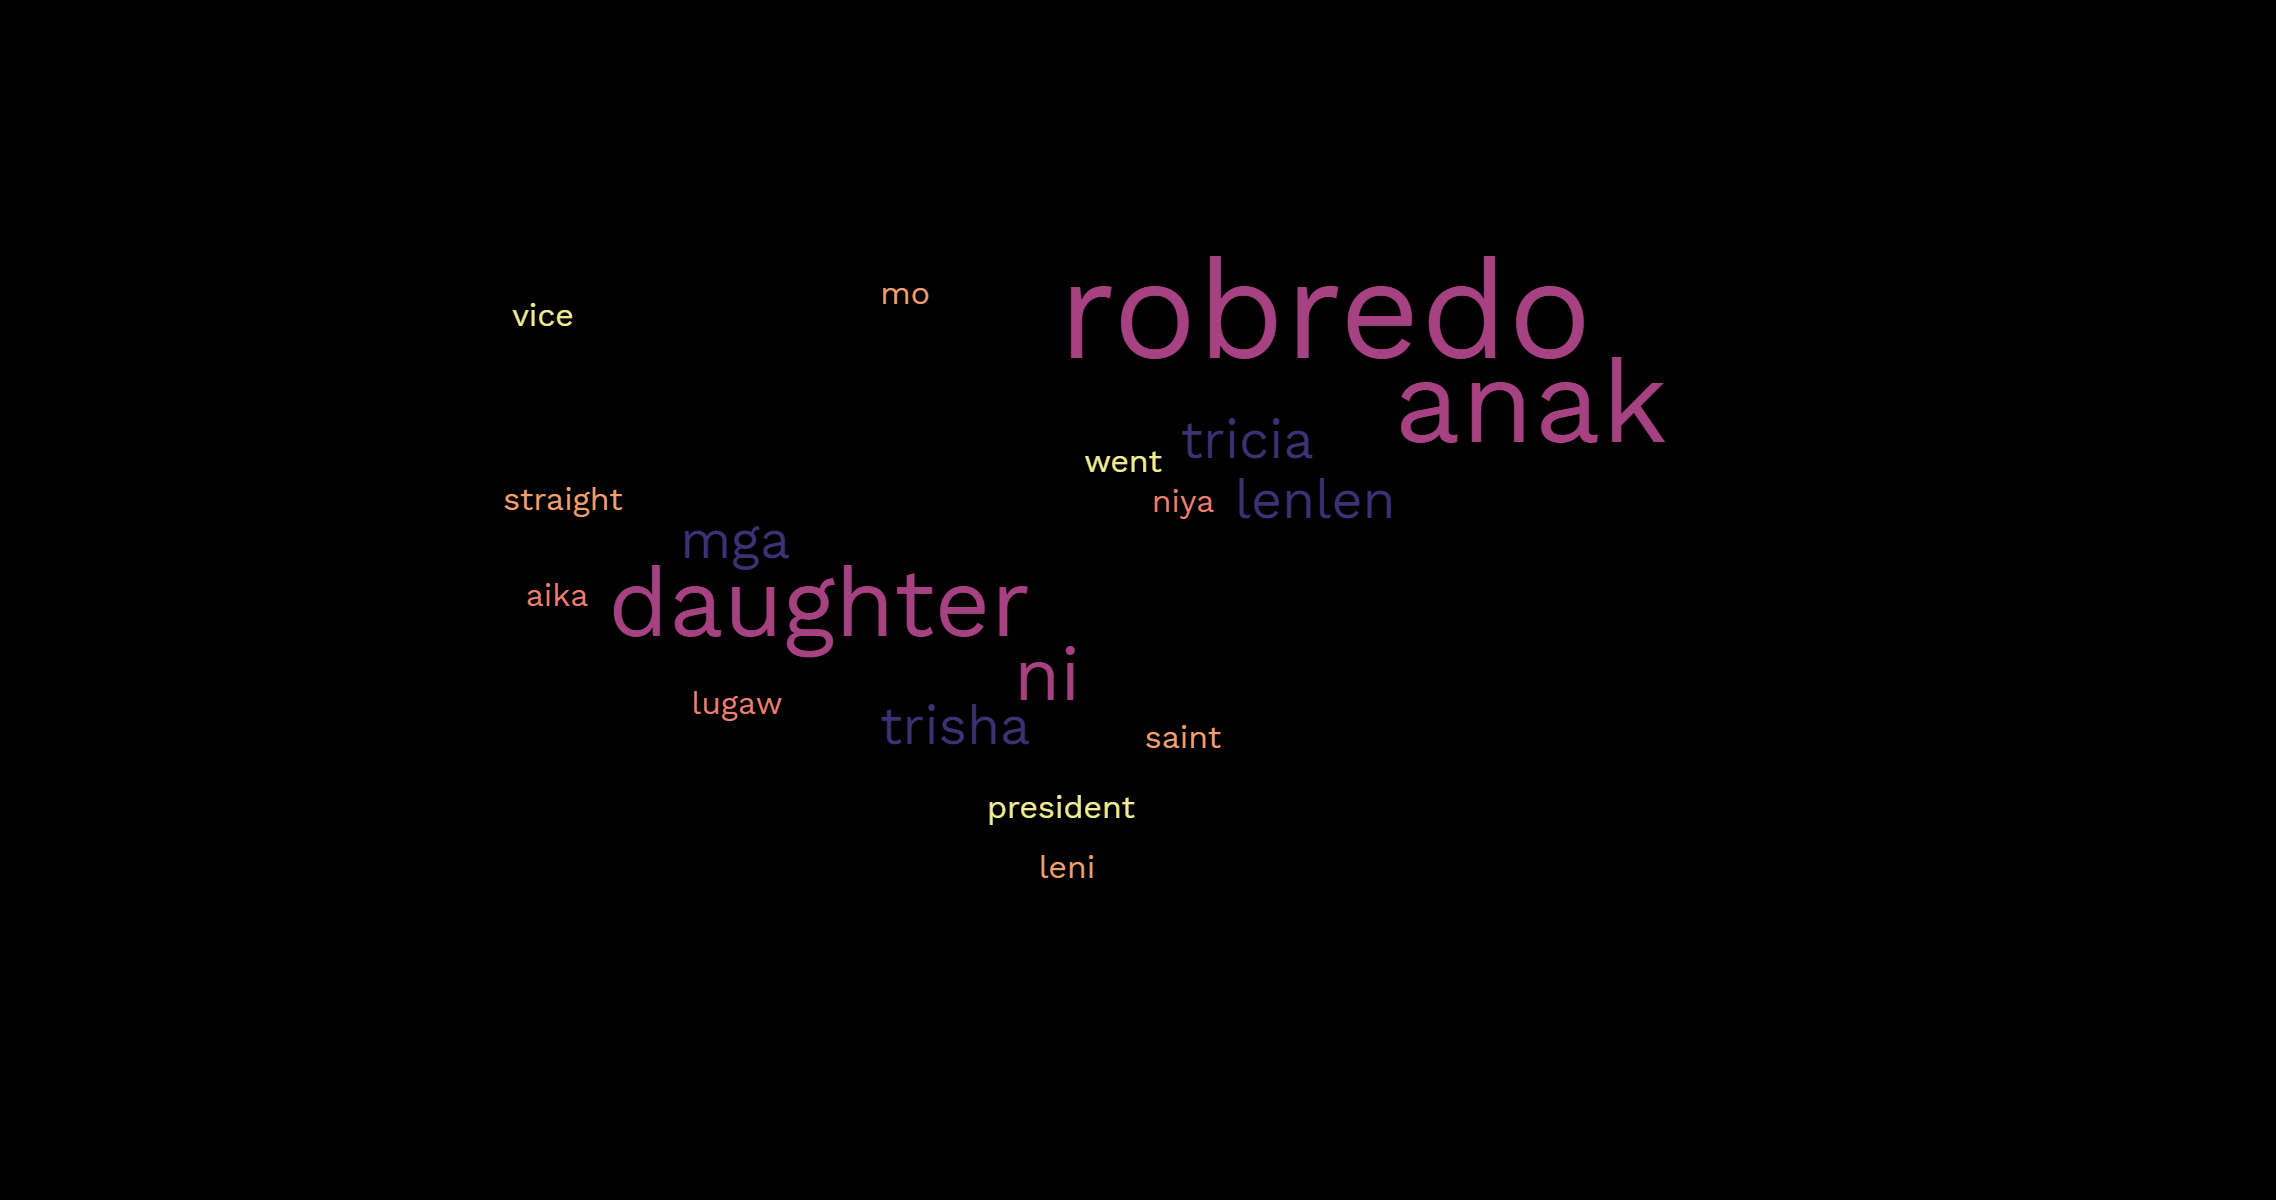 robredo
mo
vice
anak
tricia
went
straight
niya
lenlen
mga
aika
daughter
ni
lugaw
trisha
saint
president
leni